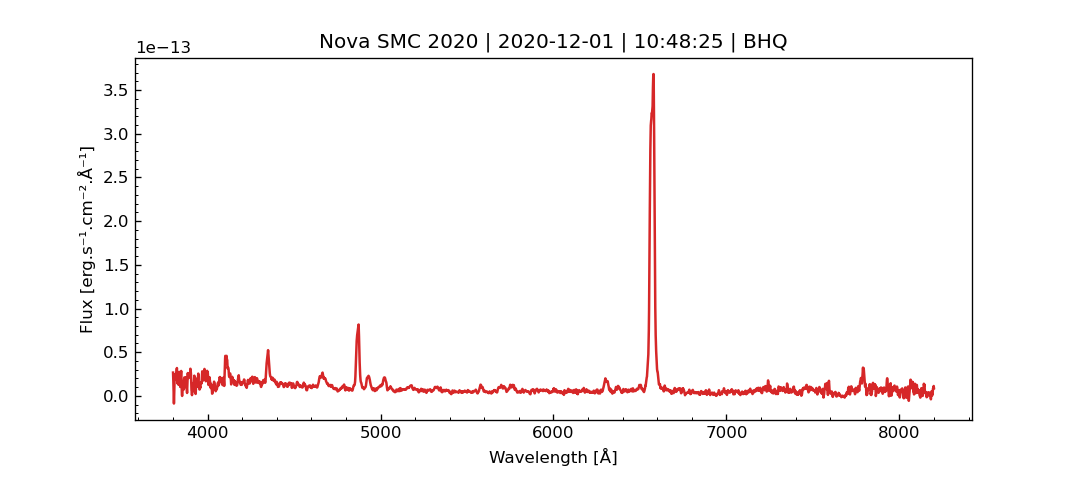 Nova SMC 2020 | 2020-12-01 | 10:48:25 | BHQ
1e−13
3.5
3.0
2.5
2.0
1.5
1.0
0.5
0.0
Flux [erg.s⁻¹.cm⁻².Å⁻¹]
4000 5000 6000 7000 8000
Wavelength [Å]